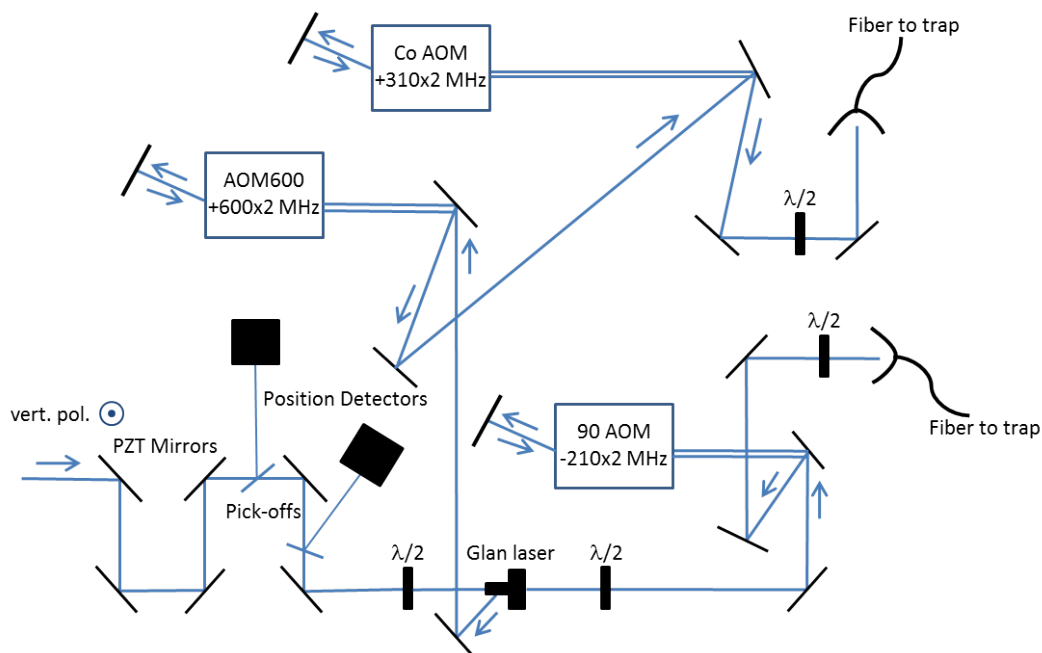 Fiber to trap
Co AOM
+310x2 MHz
AOM600
+600x2 MHz
λ/2
λ/2
Position Detectors
vert. pol.
PZT Mirrors
90 AOM
-210x2 MHz
Fiber to trap
Pick-offs
λ/2
Glan laser
λ/2